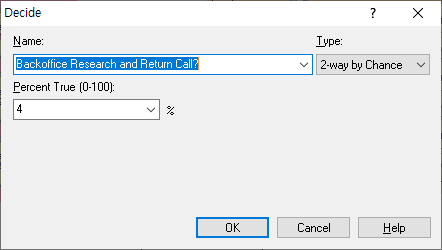 Decide
Name: Type:
Backoffice Research and Return Call? 2-way by Chance
Percent True (0-100):
4 %
OK Cancel Help